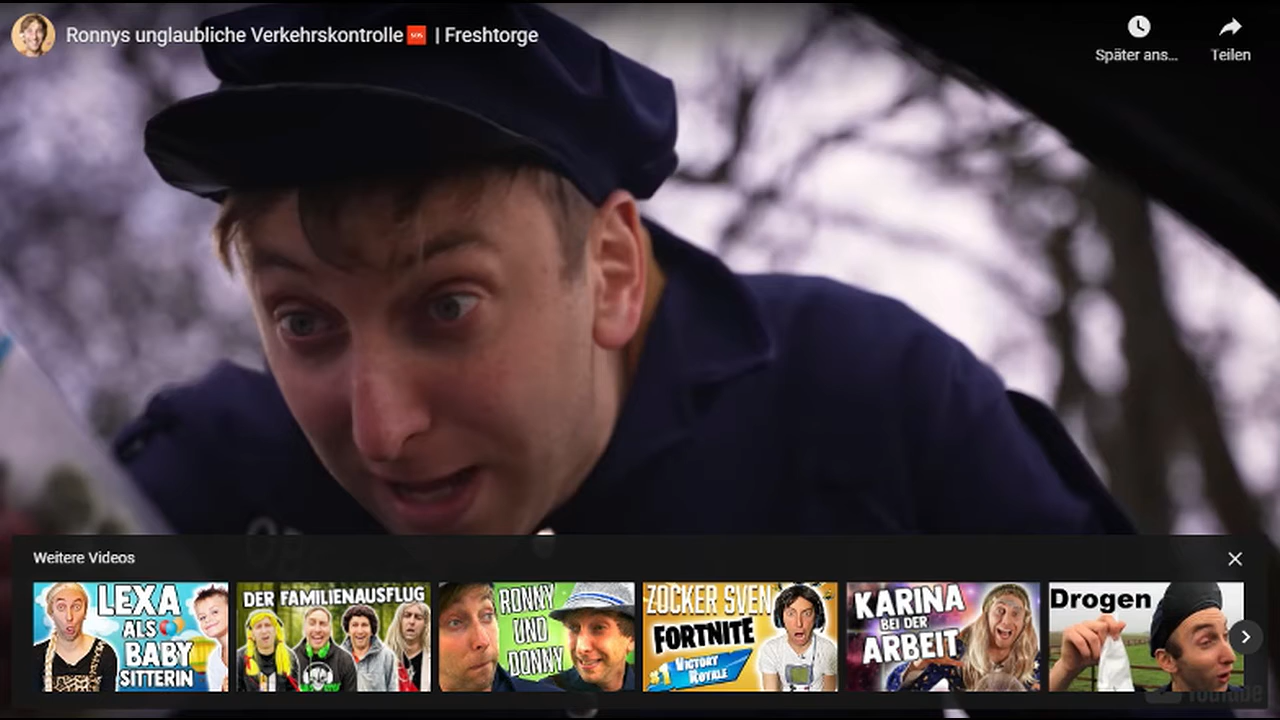 Ronnys unglaubliche Verkehrskontrolle🆘 | Freshtorge
Später ans...
Teilen
Weitere Videos
LEXA
ALS
BABY
SITTERIN
DER FAMILIENAUSFLUG
RONNY
UND
DONNY
ZOCKER SVEN
FORTNITE
#1 VICTORY
ROYALE
KARINA
BEI DER
ARBEIT
Drogen
YouTube